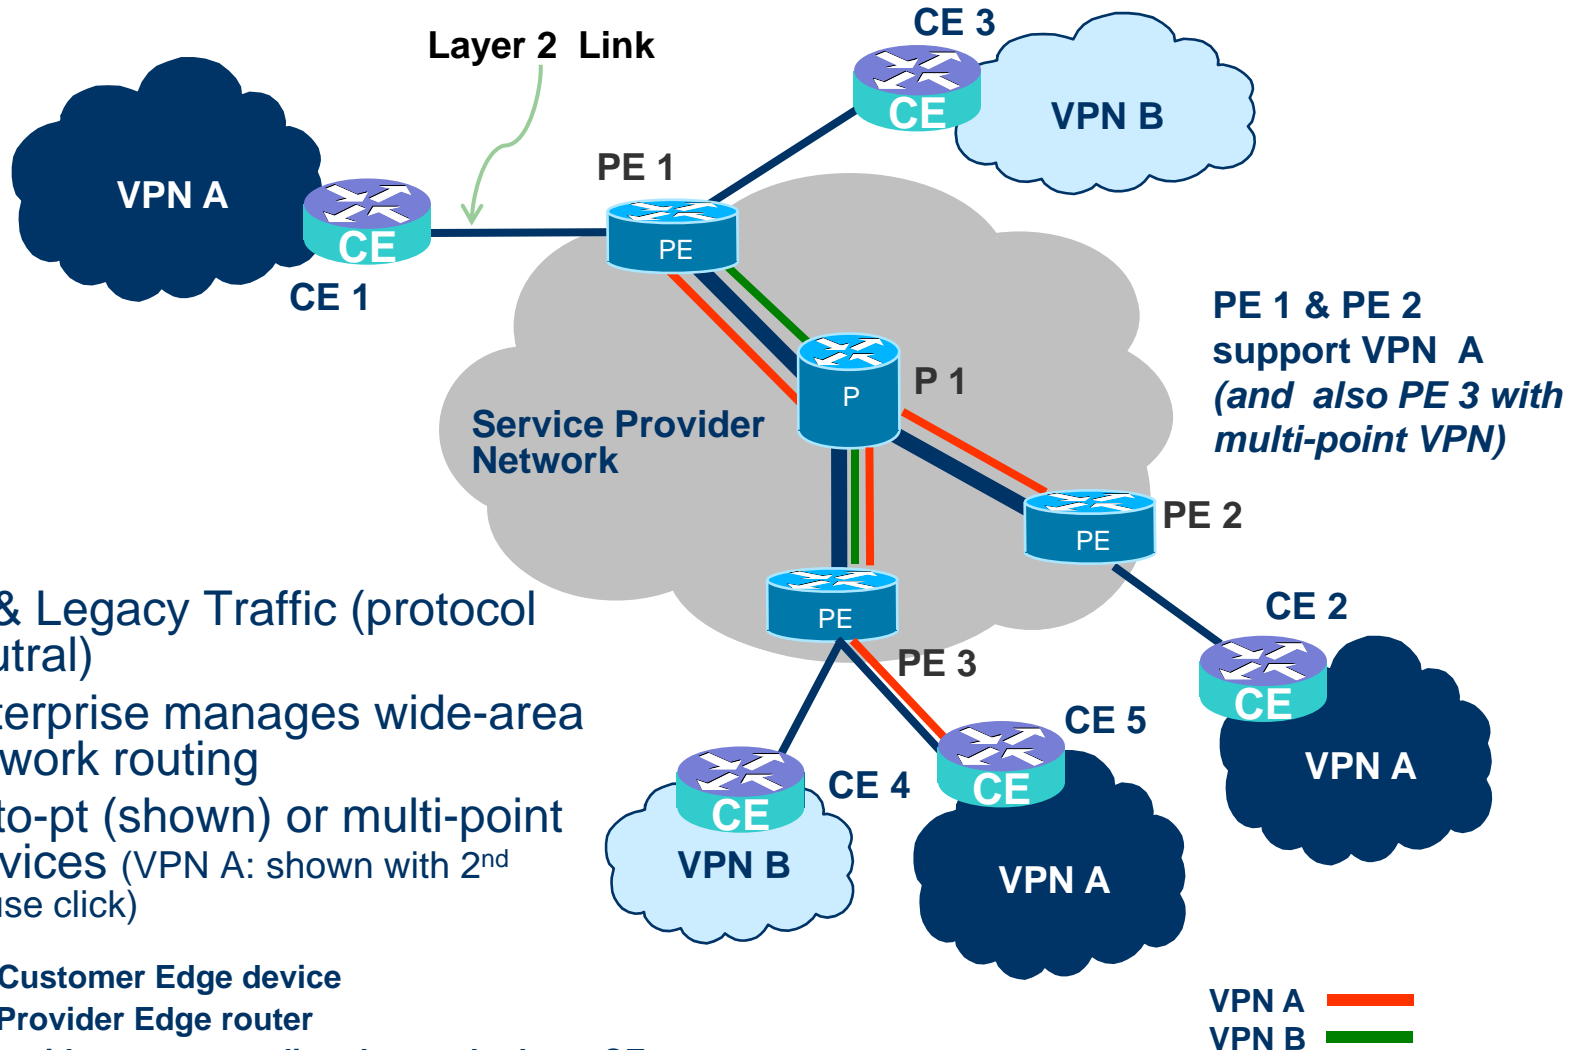 CE 3
Layer 2 Link
CE
VPN B
PE 1
VPN A
PE
CE
CE 1
PE 1 & PE 2
support VPN A
(and also PE 3 with
multi-point VPN)
P 1
P
Service Provider
Network
PE 2
PE
& Legacy Traffic (protocol
utral)
PE
CE 2
PE 3
CE
terprise manages wide-area
work routing
CE 5
VPN A
CE 4
CE
to-pt (shown) or multi-point
vices (VPN A: shown with 2nd
use click)
CE
VPN B
VPN A
Customer Edge device
Provider Edge router
VPN A
VPN B